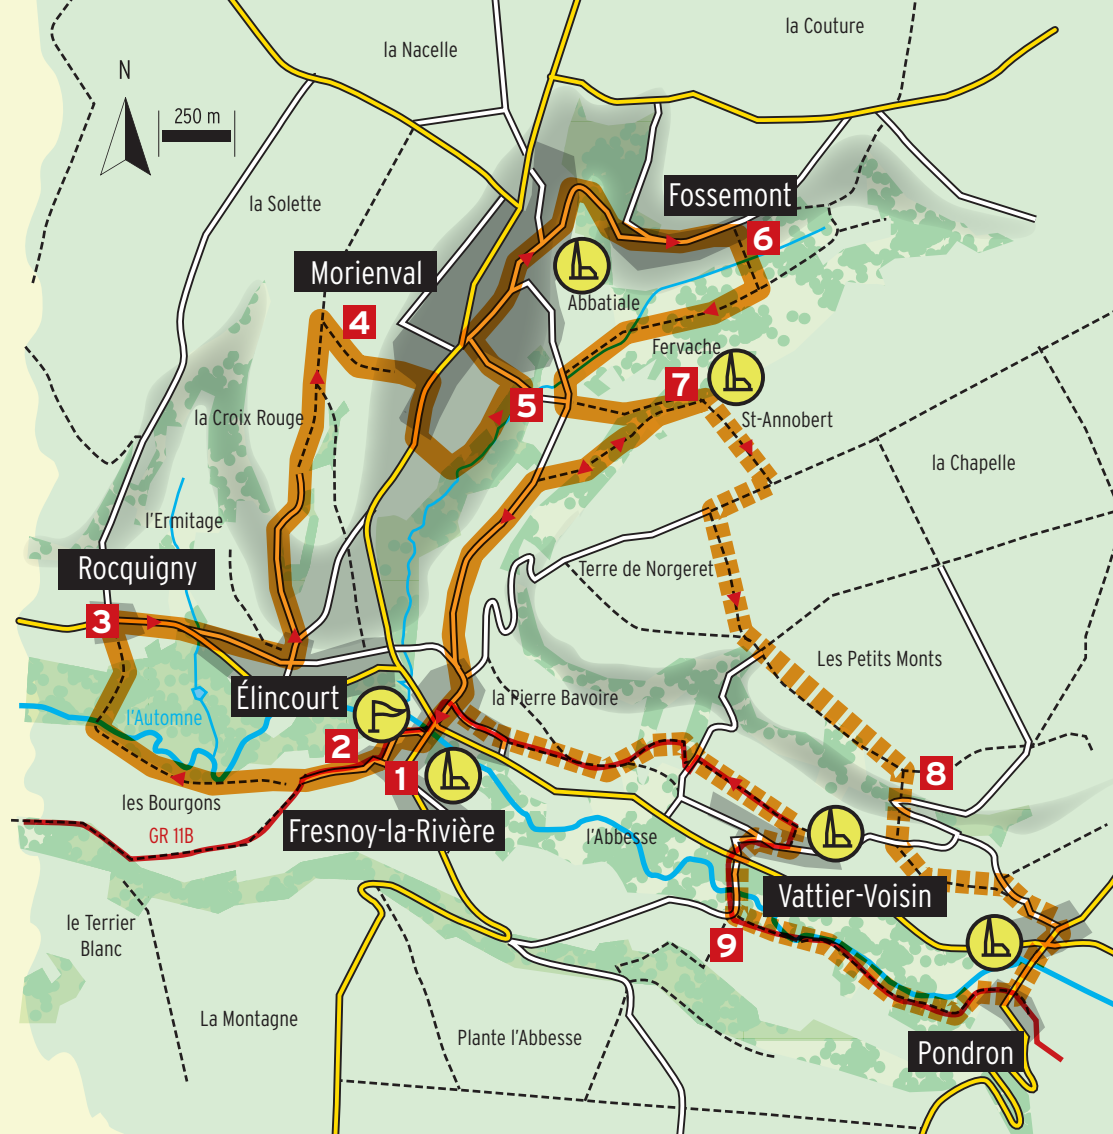 la Couture
la Nacelle
N
250 m
la Solette
Fossemont
6
Morienval
Abbatiale
4
Fervache
7
5
St-Annobert
la Croix Rouge
la Chapelle
l'Ermitage
Rocquigny
Terre de Norgeret
3
Les Petits Monts
Élincourt
la Pierre Bavoire
l'Automne
2
1
8
les Bourgons
GR 11B
Fresnoy-la-Rivière
l'Abbesse
Vattier-Voisin
le Terrier
Blanc
9
La Montagne
Plante l'Abbesse
Pondron